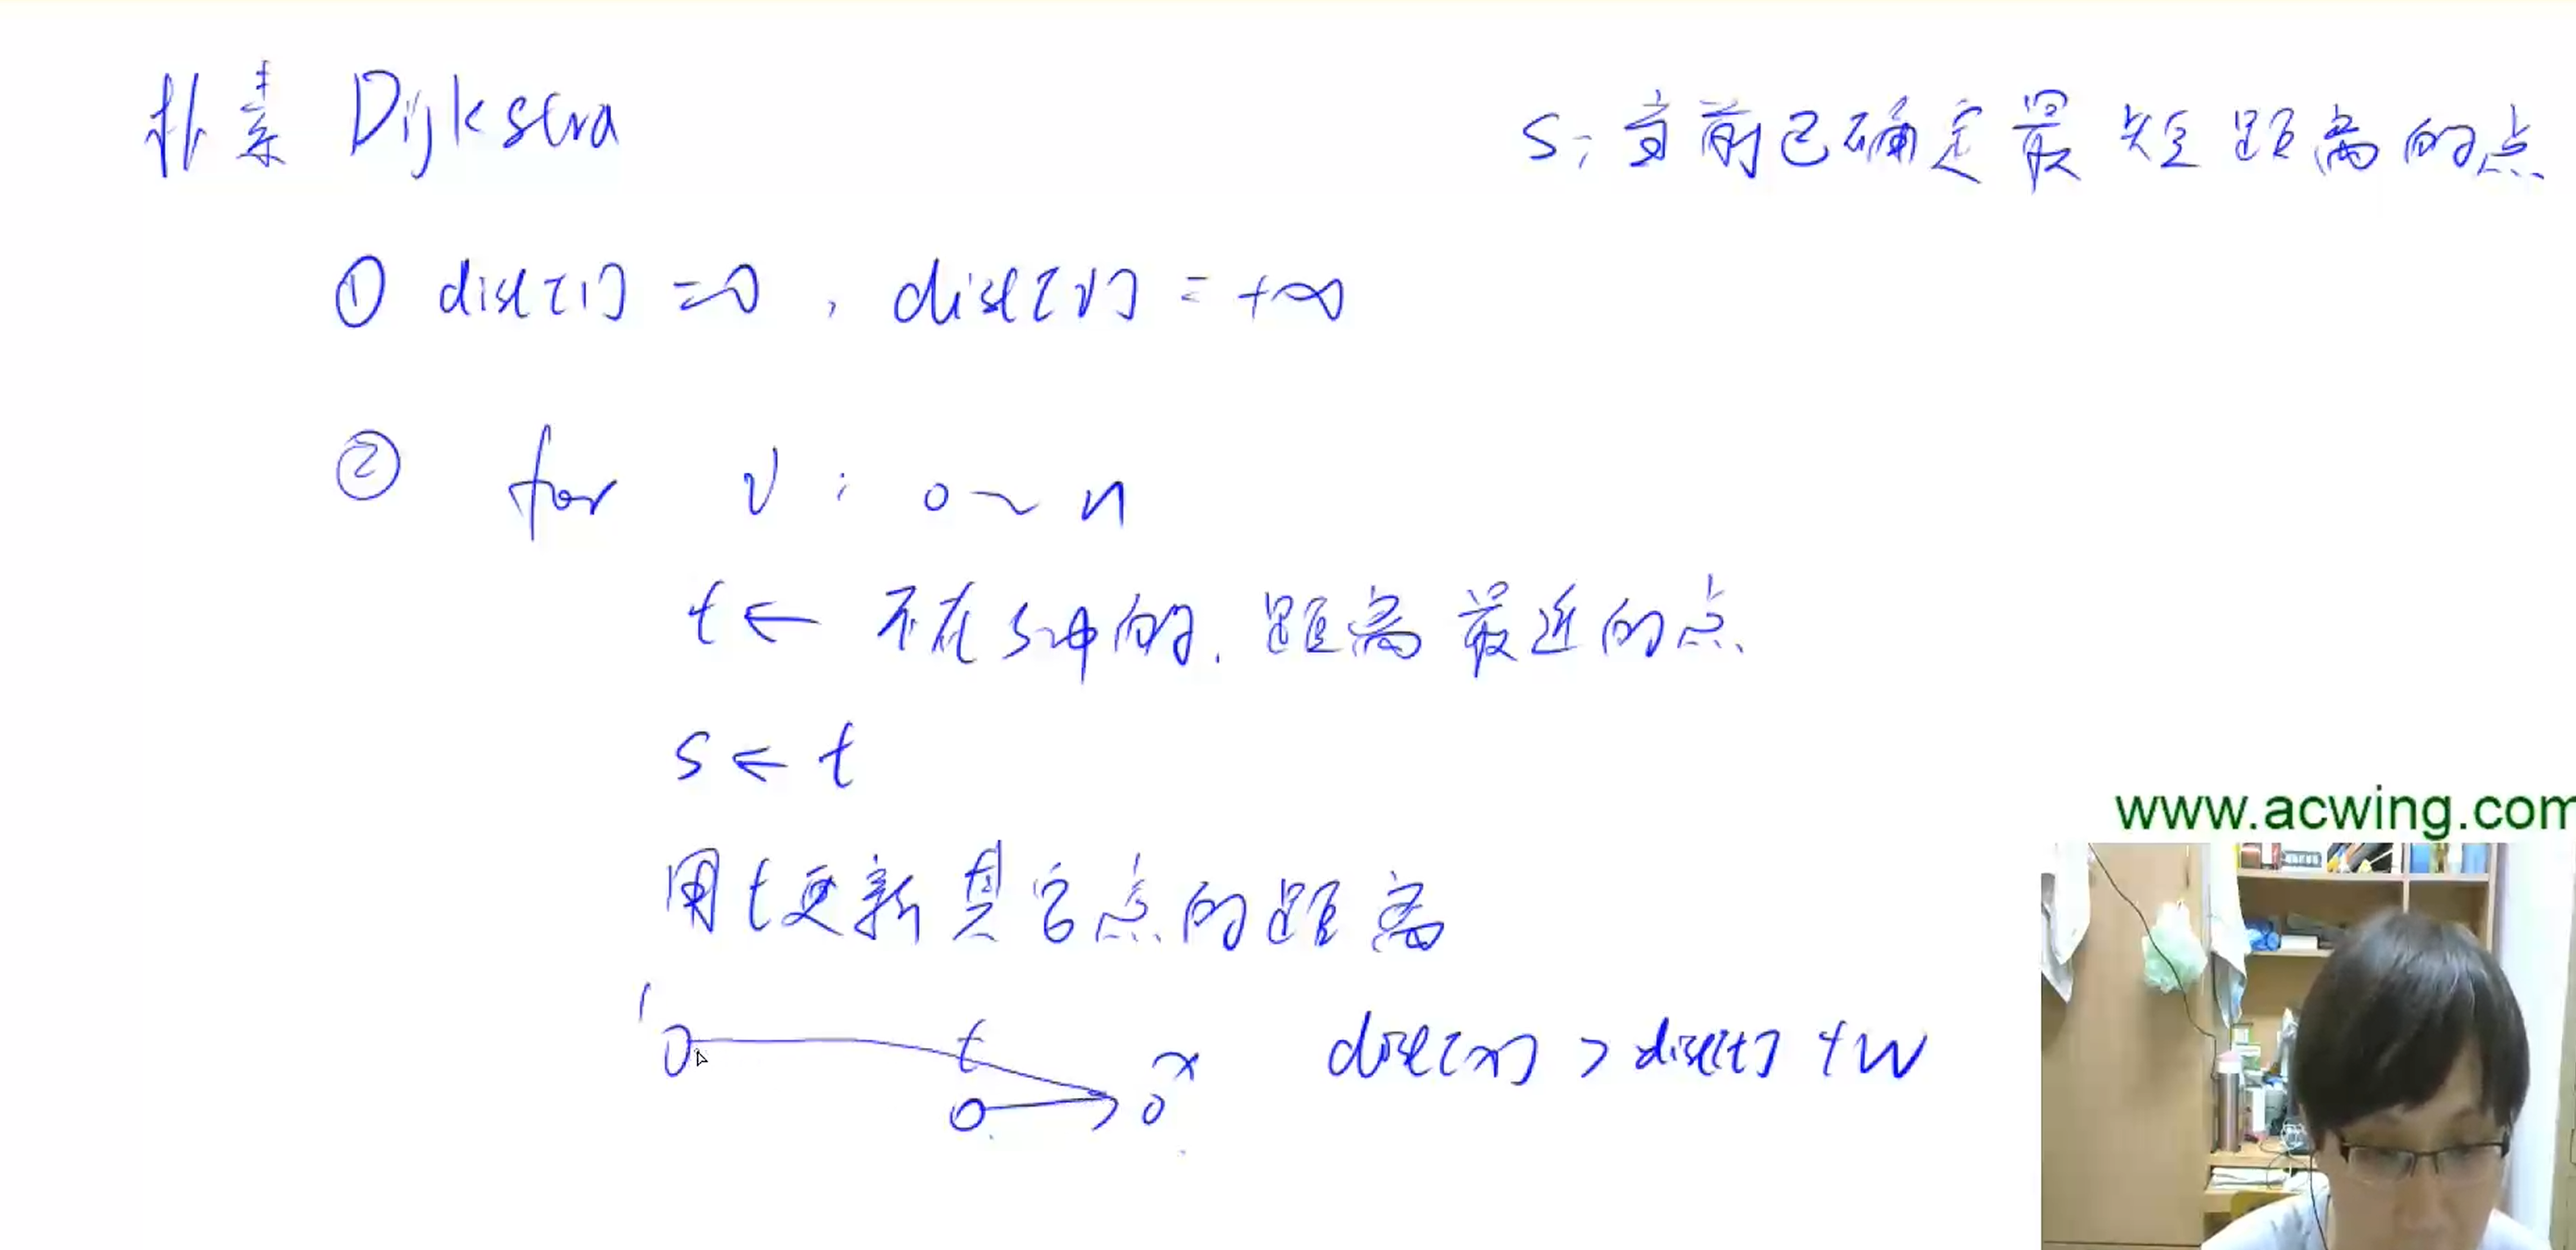 朴素 Dijkstra
S: 当前已确定最短距离的点
① dist[1] = 0, dist[i] = +∞
② for i : 0 ~ n
t ← 不在S中的, 距离最近的点
S ← t
用t更新其它点的距离
1 t x dist[x] > dist[t] + w
www.acwing.com